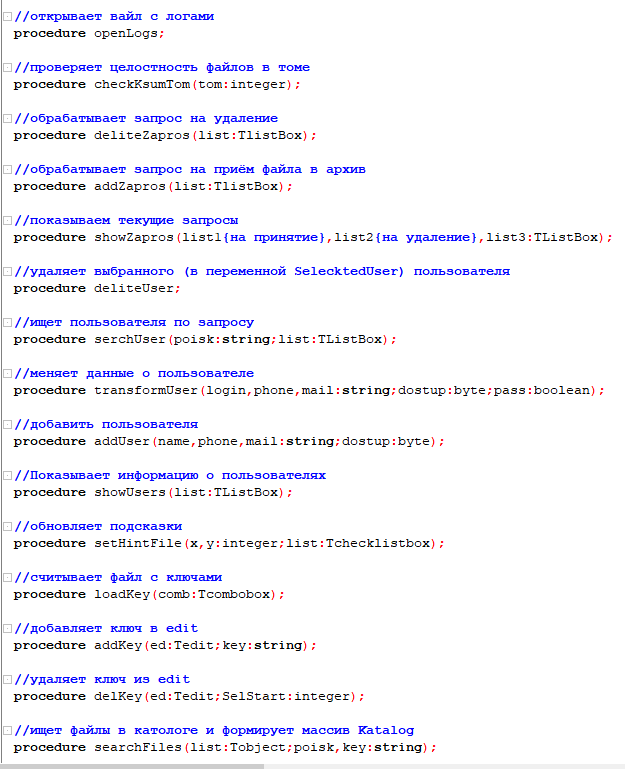 //открывает вайл с логами
procedure openLogs;
//проверяет целостность файлов в томе
procedure checkKsumTom(tom:integer);
//обрабатывает запрос на удаление
procedure deliteZapros(list:TlistBox);
//обрабатывает запрос на приём файла в архив
procedure addZapros(list:TlistBox);
//показываем текущие запросы
procedure showZapros(list1{на принятие},list2{на удаление},list3:TListBox);
//удаляет выбранного (в переменной SelecktedUser) пользователя
procedure deliteUser;
//ищет пользователя по запросу
procedure serchUser(poisk:string;list:TListBox);
//меняет данные о пользователе
procedure transformUser(login,phone,mail:string;dostup:byte;pass:boolean);
//добавить пользователя
procedure addUser(name,phone,mail:string;dostup:byte);
//Показывает информацию о пользователях
procedure showUsers(list:TListBox);
//обновляет подсказки
procedure setHintFile(x,y:integer;list:Tchecklistbox);
//считывает файл с ключами
procedure loadKey(comb:Tcombobox);
//добавляет ключ в edit
procedure addKey(ed:Tedit;key:string);
//удаляет ключ из edit
procedure delKey(ed:Tedit;SelStart:integer);
//ищет файлы в катологе и формирует массив Katalog
procedure searchFiles(list:Tobject;poisk,key:string);